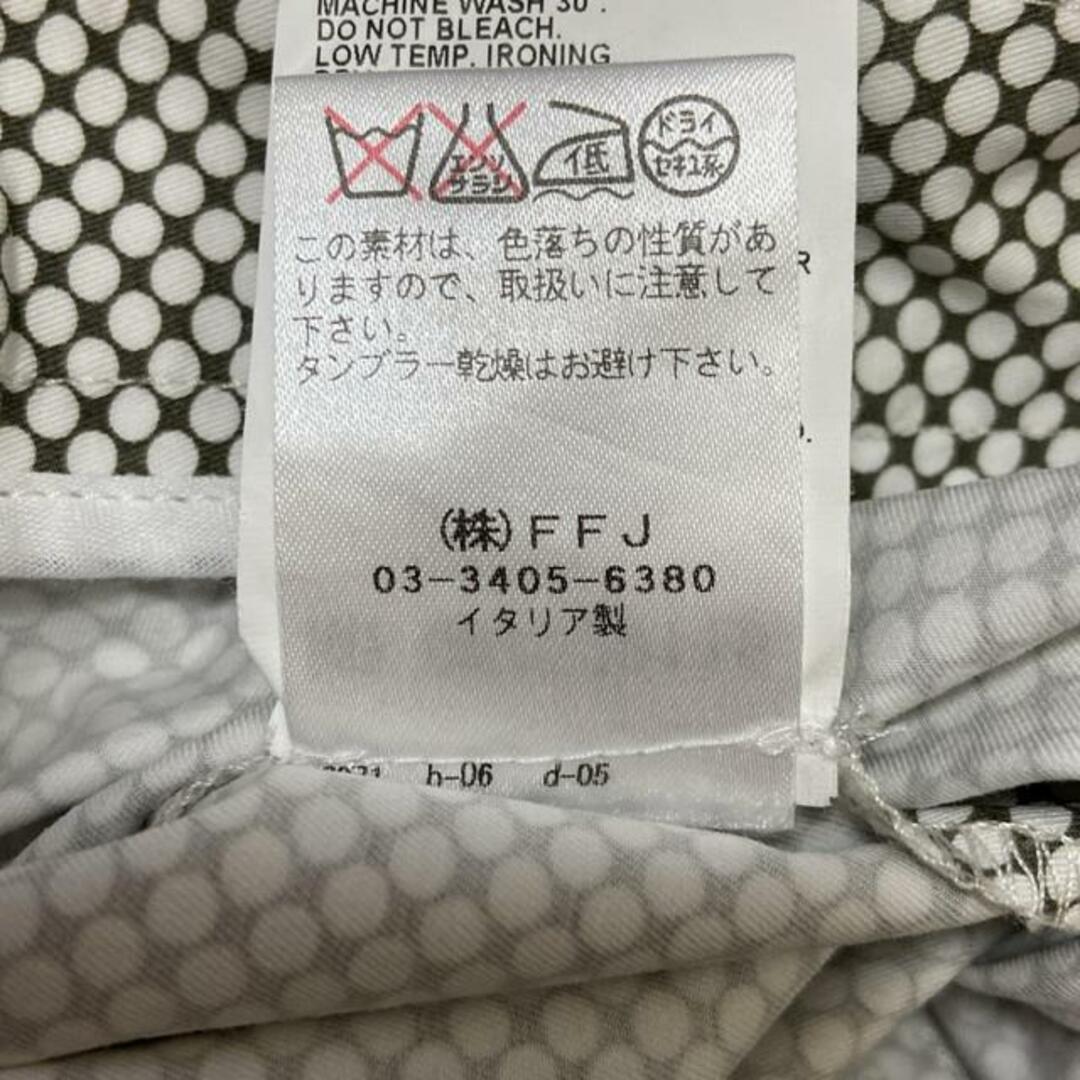 MACHINE WASH 30°.
DO NOT BLEACH.
LOW TEMP. IRONING
エンソ
サラシ
低
ドライ
セキユ系
この素材は、色落ちの性質があ
りますので、取扱いに注意して
下さい。
タンブラー乾燥はお避け下さい。
R
(株)FFJ
03-3405-6380
イタリア製
h-06 d-05